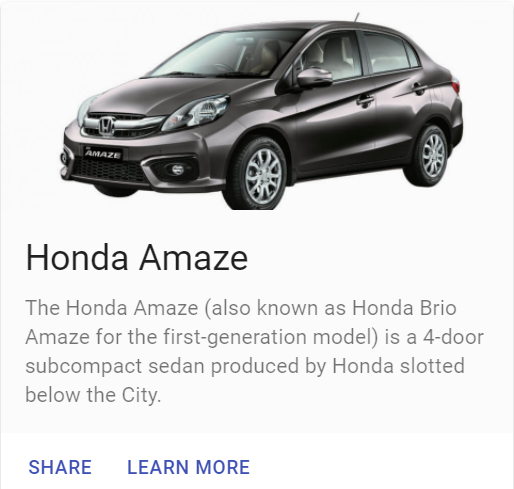 AMAZE
Honda Amaze
The Honda Amaze (also known as Honda Brio
Amaze for the first-generation model) is a 4-door
subcompact sedan produced by Honda slotted
below the City.
SHARE LEARN MORE